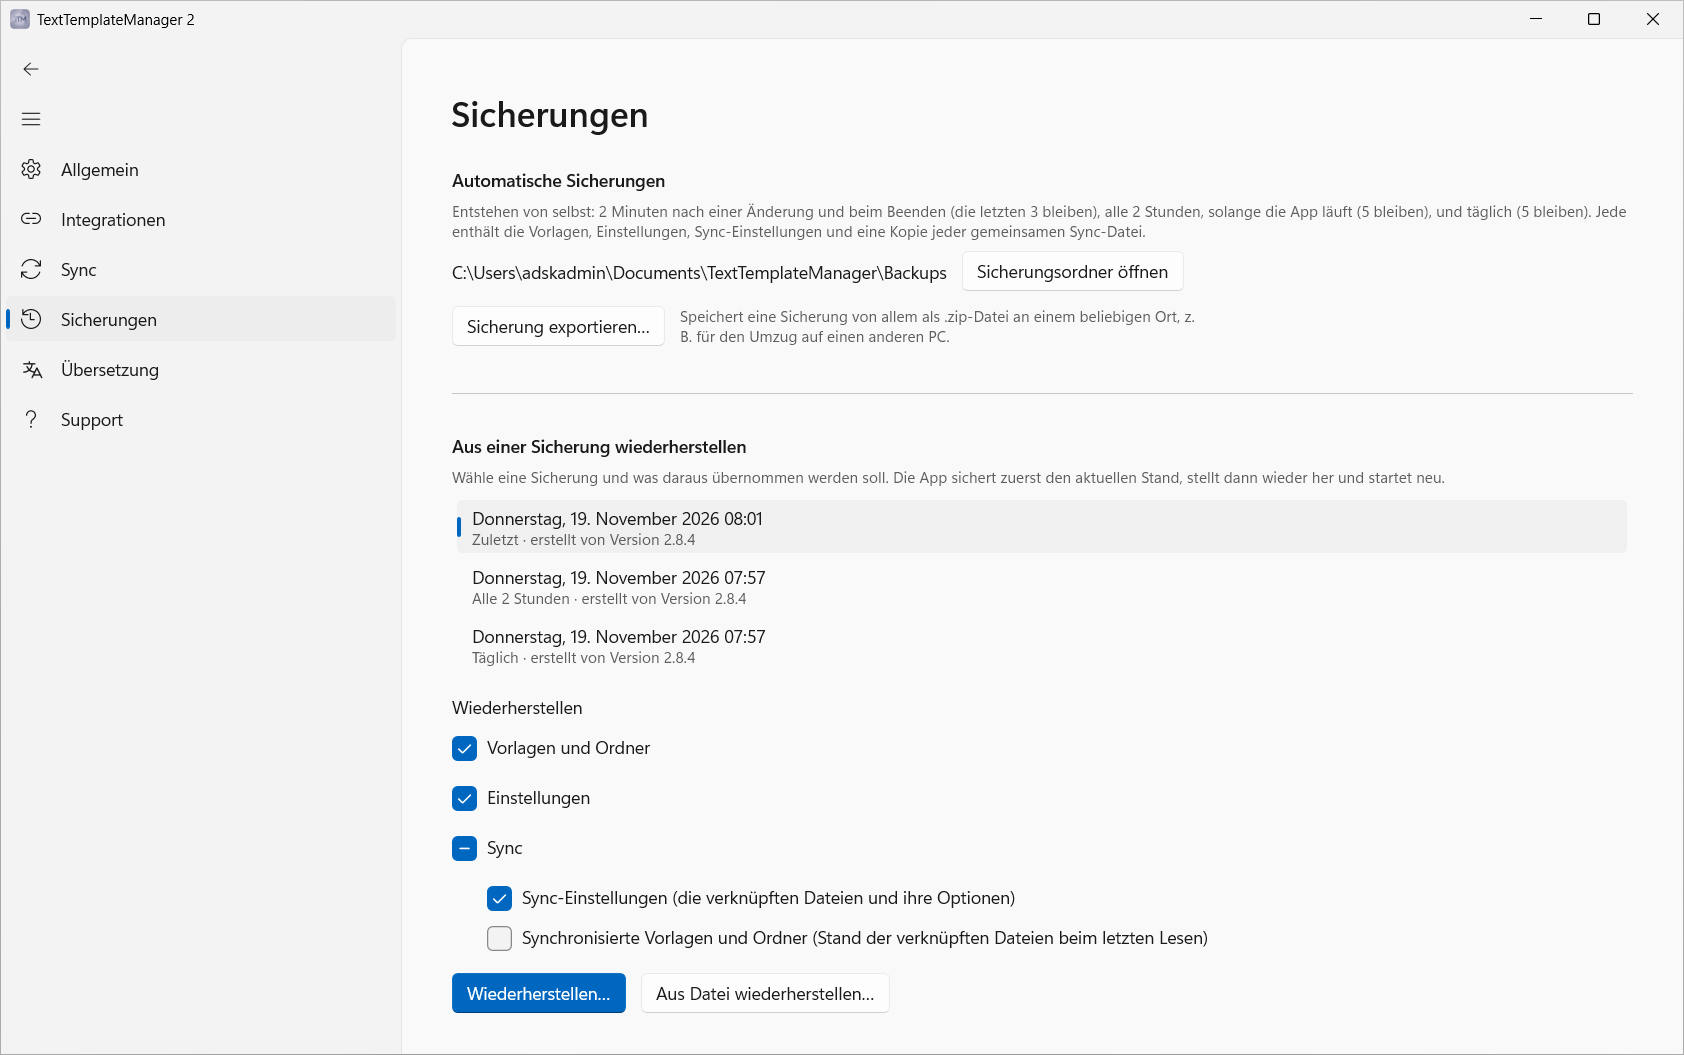 TextTemplateManager 2
Allgemein
Integrationen
Sync
Sicherungen
Übersetzung
Support
Sicherungen
Automatische Sicherungen
Entstehen von selbst: 2 Minuten nach einer Änderung und beim Beenden (die letzten 3 bleiben), alle 2 Stunden, solange die App läuft (5 bleiben), und täglich (5 bleiben). Jede
enthält die Vorlagen, Einstellungen, Sync-Einstellungen und eine Kopie jeder gemeinsamen Sync-Datei.
C:\Users\adskadmin\Documents\TextTemplateManager\Backups
Sicherungsordner öffnen
Sicherung exportieren...
Speichert eine Sicherung von allem als .zip-Datei an einem beliebigen Ort, z.
B. für den Umzug auf einen anderen PC.
Aus einer Sicherung wiederherstellen
Wähle eine Sicherung und was daraus übernommen werden soll. Die App sichert zuerst den aktuellen Stand, stellt dann wieder her und startet neu.
Donnerstag, 19. November 2026 08:01
Zuletzt · erstellt von Version 2.8.4
Donnerstag, 19. November 2026 07:57
Alle 2 Stunden · erstellt von Version 2.8.4
Donnerstag, 19. November 2026 07:57
Täglich · erstellt von Version 2.8.4
Wiederherstellen
Vorlagen und Ordner
Einstellungen
Sync
Sync-Einstellungen (die verknüpften Dateien und ihre Optionen)
Synchronisierte Vorlagen und Ordner (Stand der verknüpften Dateien beim letzten Lesen)
Wiederherstellen...
Aus Datei wiederherstellen...